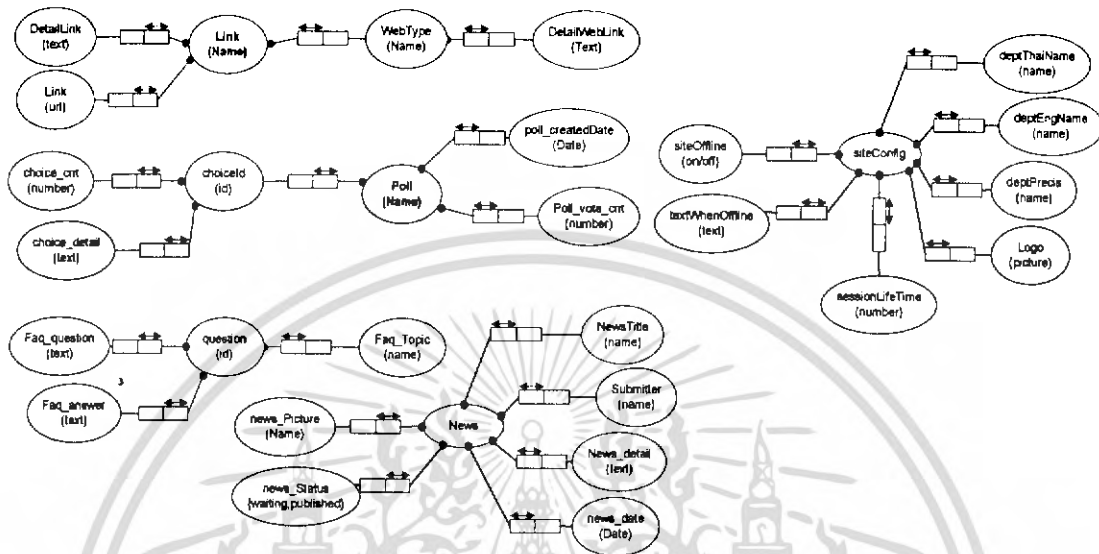 DetailLink
(text)
Link
(Name)
WebType
(Name)
DetailWebLink
(Text)
Link
(url)
deptThaiName
(name)
deptEngName
(name)
siteOffline
(on/off)
siteConfig
deptPrecis
(name)
textWhenOffline
(text)
Logo
(picture)
sessionLifeTime
(number)
poll_createdDate
(Date)
choice_cnt
(number)
choiceId
(id)
Poll
(Name)
Poll_vote_cnt
(number)
choice_detail
(text)
Faq_question
(text)
question
(id)
Faq_Topic
(name)
Faq_answer
(text)
3
NewsTitle
(name)
Submitter
(name)
news_Picture
(Name)
News
News_detail
(text)
news_Status
{waiting,published}
news_date
(Date)